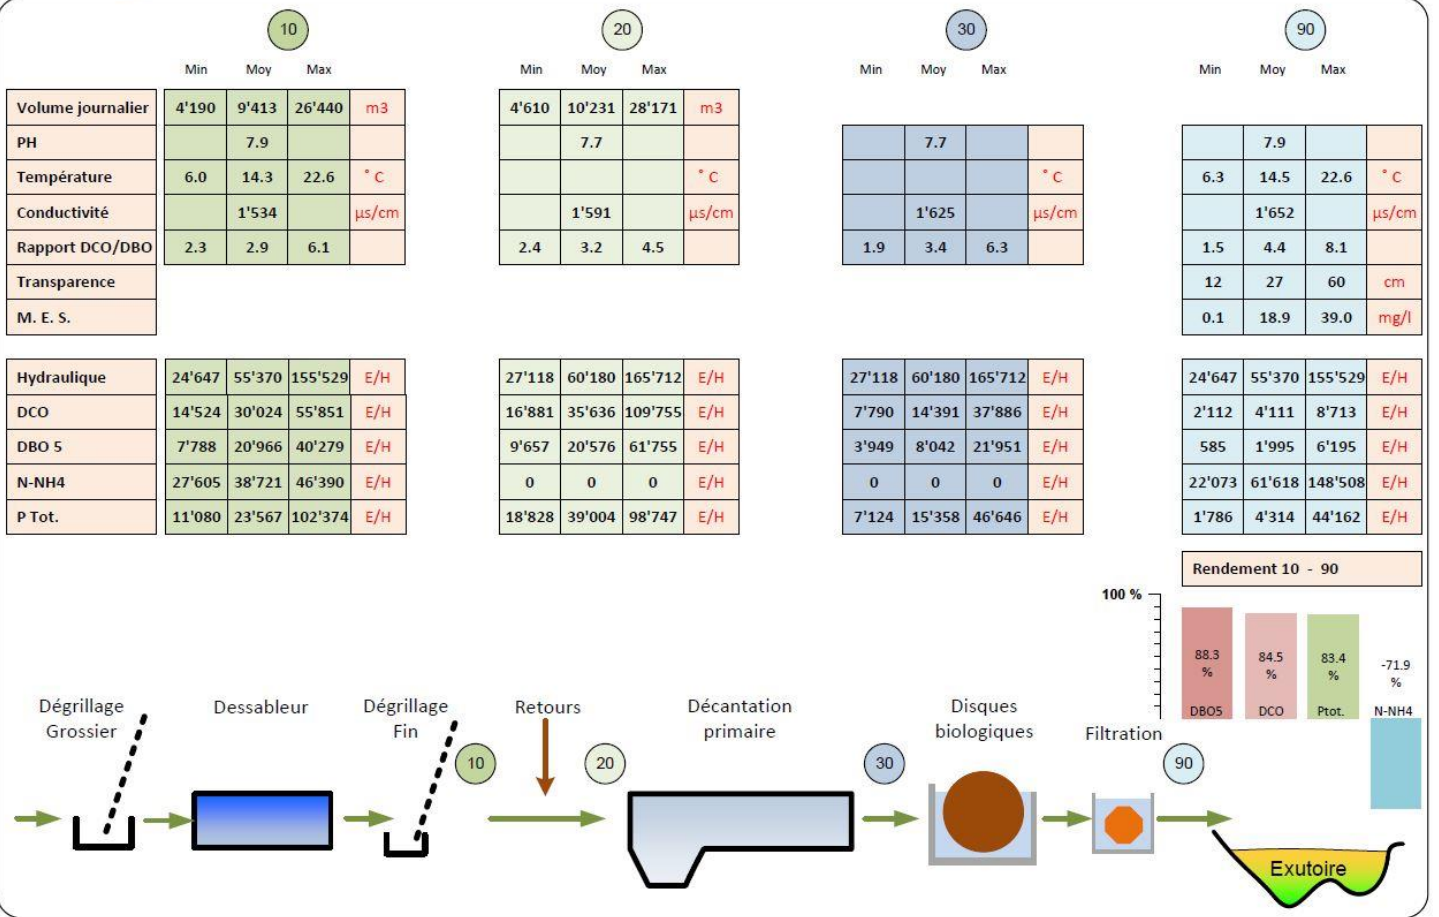 10 20 30 90
Min Moy Max Min Moy Max Min Moy Max Min Moy Max
Volume journalier 4'190 9'413 26'440 m3 4'610 10'231 28'171 m3
PH 7.9 7.7 7.7 7.9
Température 6.0 14.3 22.6 ° C ° C ° C 6.3 14.5 22.6 ° C
Conductivité 1'534 µs/cm 1'591 µs/cm 1'625 µs/cm 1'652 µs/cm
Rapport DCO/DBO 2.3 2.9 6.1 2.4 3.2 4.5 1.9 3.4 6.3 1.5 4.4 8.1
Transparence 12 27 60 cm
M. E. S. 0.1 18.9 39.0 mg/l
Hydraulique 24'647 55'370 155'529 E/H 27'118 60'180 165'712 E/H 27'118 60'180 165'712 E/H 24'647 55'370 155'529 E/H
DCO 14'524 30'024 55'851 E/H 16'881 35'636 109'755 E/H 7'790 14'391 37'886 E/H 2'112 4'111 8'713 E/H
DBO 5 7'788 20'966 40'279 E/H 9'657 20'576 61'755 E/H 3'949 8'042 21'951 E/H 585 1'995 6'195 E/H
N-NH4 27'605 38'721 46'390 E/H 0 0 0 E/H 0 0 0 E/H 22'073 61'618 148'508 E/H
P Tot. 11'080 23'567 102'374 E/H 18'828 39'004 98'747 E/H 7'124 15'358 46'646 E/H 1'786 4'314 44'162 E/H
Rendement 10 - 90
100 %
88.3 84.5 83.4 -71.9
% % % %
DBO5 DCO Ptot. N-NH4
Dégrillage Dessableur Dégrillage Retours Décantation Disques
Grossier Fin primaire biologiques Filtration
10 20 30 90
Exutoire